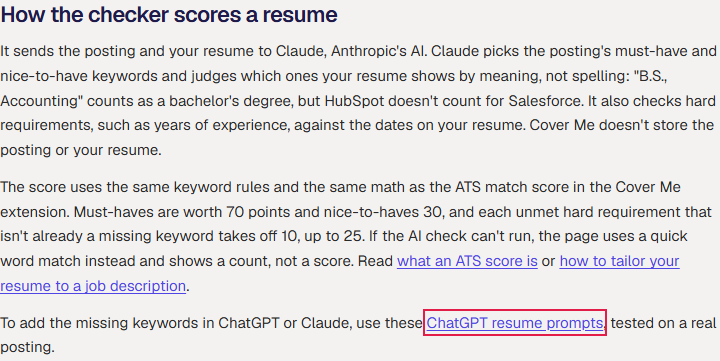 How the checker scores a resume
It sends the posting and your resume to Claude, Anthropic's AI. Claude picks the posting's must-have and
nice-to-have keywords and judges which ones your resume shows by meaning, not spelling: "B.S.,
Accounting" counts as a bachelor's degree, but HubSpot doesn't count for Salesforce. It also checks hard
requirements, such as years of experience, against the dates on your resume. Cover Me doesn't store the
posting or your resume.
The score uses the same keyword rules and the same math as the ATS match score in the Cover Me
extension. Must-haves are worth 70 points and nice-to-haves 30, and each unmet hard requirement that
isn't already a missing keyword takes off 10, up to 25. If the AI check can't run, the page uses a quick
word match instead and shows a count, not a score. Read what an ATS score is or how to tailor your
resume to a job description.
To add the missing keywords in ChatGPT or Claude, use these ChatGPT resume prompts, tested on a real
posting.